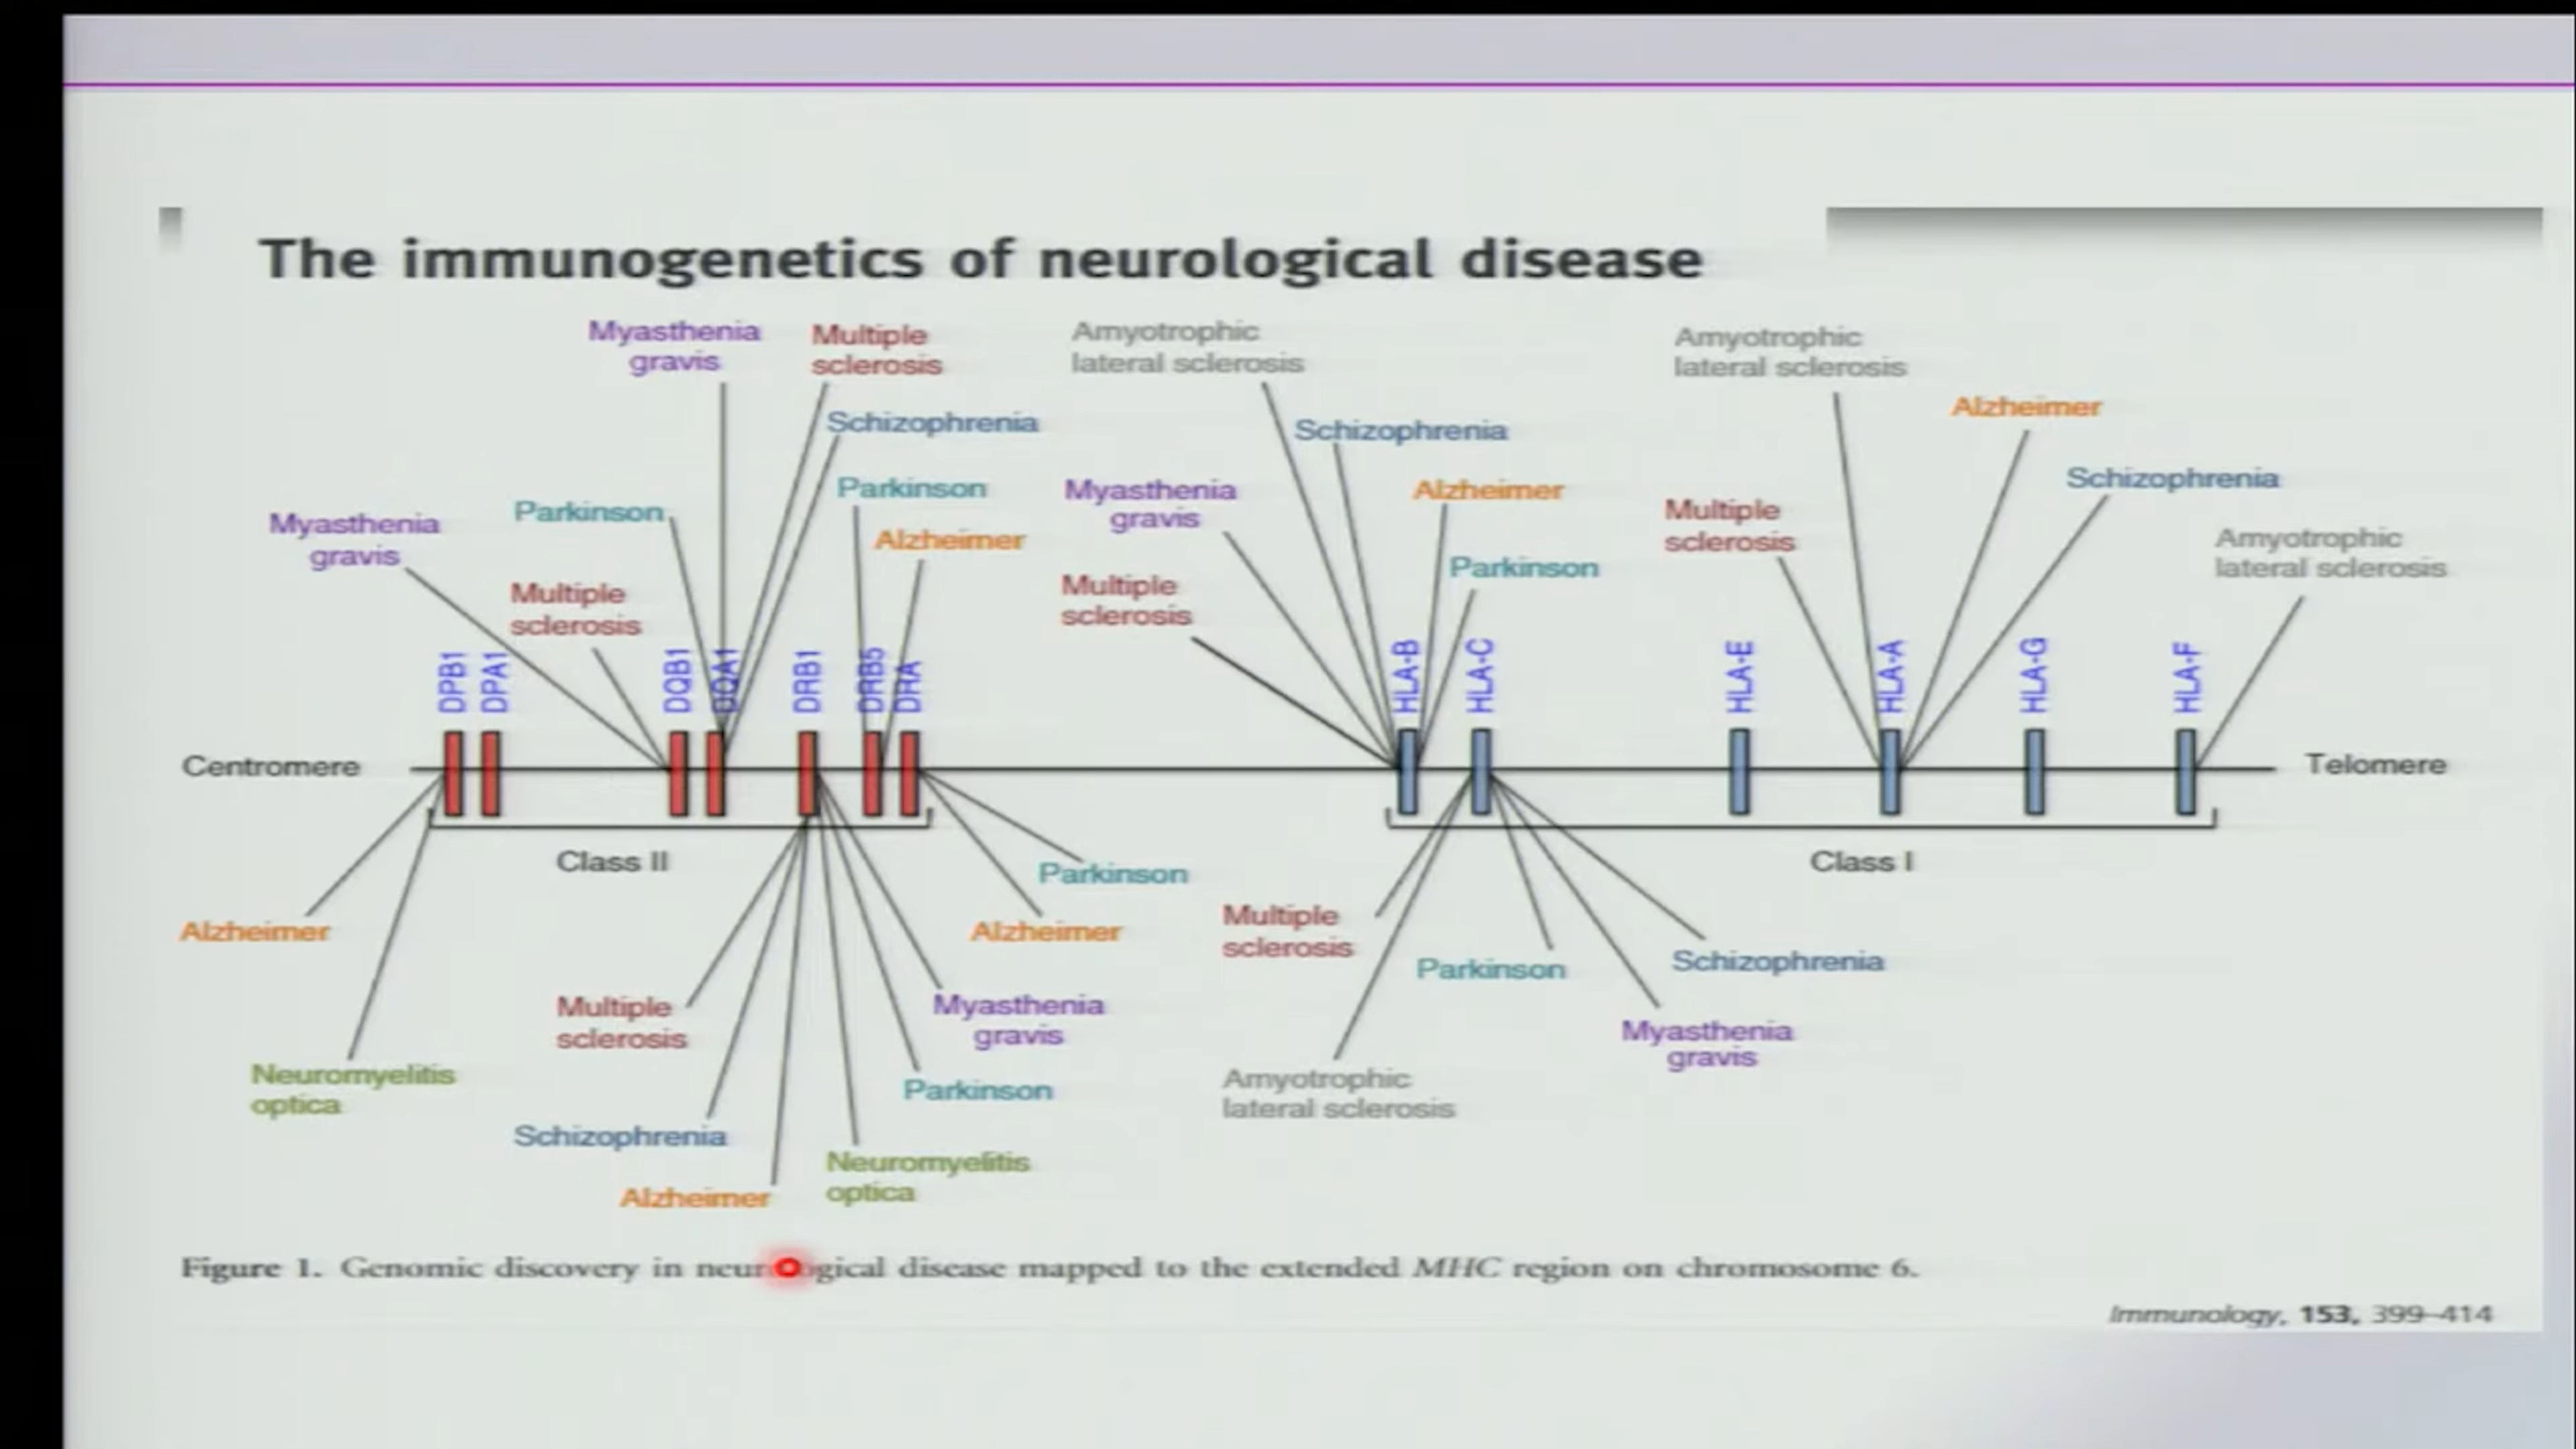 The immunogenetics of neurological disease
Myasthenia
gravis
Multiple
sclerosis
Amyotrophic
lateral sclerosis
Amyotrophic
lateral sclerosis
Alzheimer
Schizophrenia
Schizophrenia
Schizophrenia
Parkinson
Myasthenia
gravis
Alzheimer
Parkinson
Myasthenia
gravis
Multiple
sclerosis
Alzheimer
Amyotrophic
lateral sclerosis
Parkinson
Multiple
sclerosis
Multiple
sclerosis
DPB1
DPA1
DQB1
DQA1
DRB1
DRB5
DRA
HLA-B
HLA-C
HLA-E
HLA-A
HLA-G
HLA-F
Centromere
Telomere
Class II
Class I
Parkinson
Alzheimer
Alzheimer
Multiple
sclerosis
Parkinson
Schizophrenia
Multiple
sclerosis
Myasthenia
gravis
Myasthenia
gravis
Neuromyelitis
optica
Parkinson
Amyotrophic
lateral sclerosis
Schizophrenia
Neuromyelitis
optica
Alzheimer
Figure 1. Genomic discovery in neurological disease mapped to the extended MHC region on chromosome 6.
Immunology, 153, 399–414